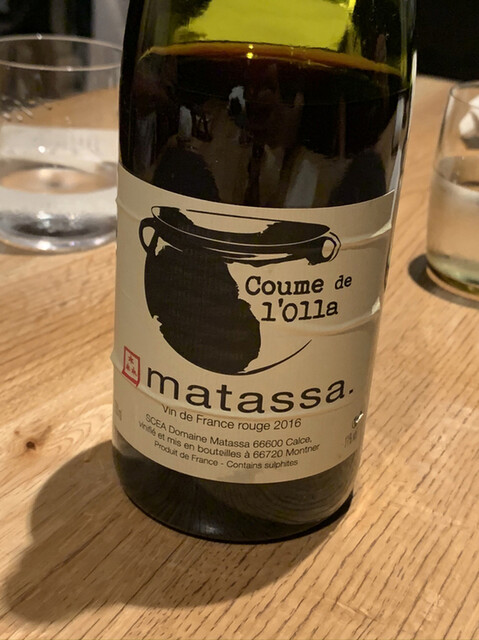 Coume de
l'Olla
matassa.
Vin de France rouge 2016
SCEA Domaine Matassa 66600 Calce,
vinifié et mis en bouteilles à 66720 Montner
Produit de France - Contains sulphites